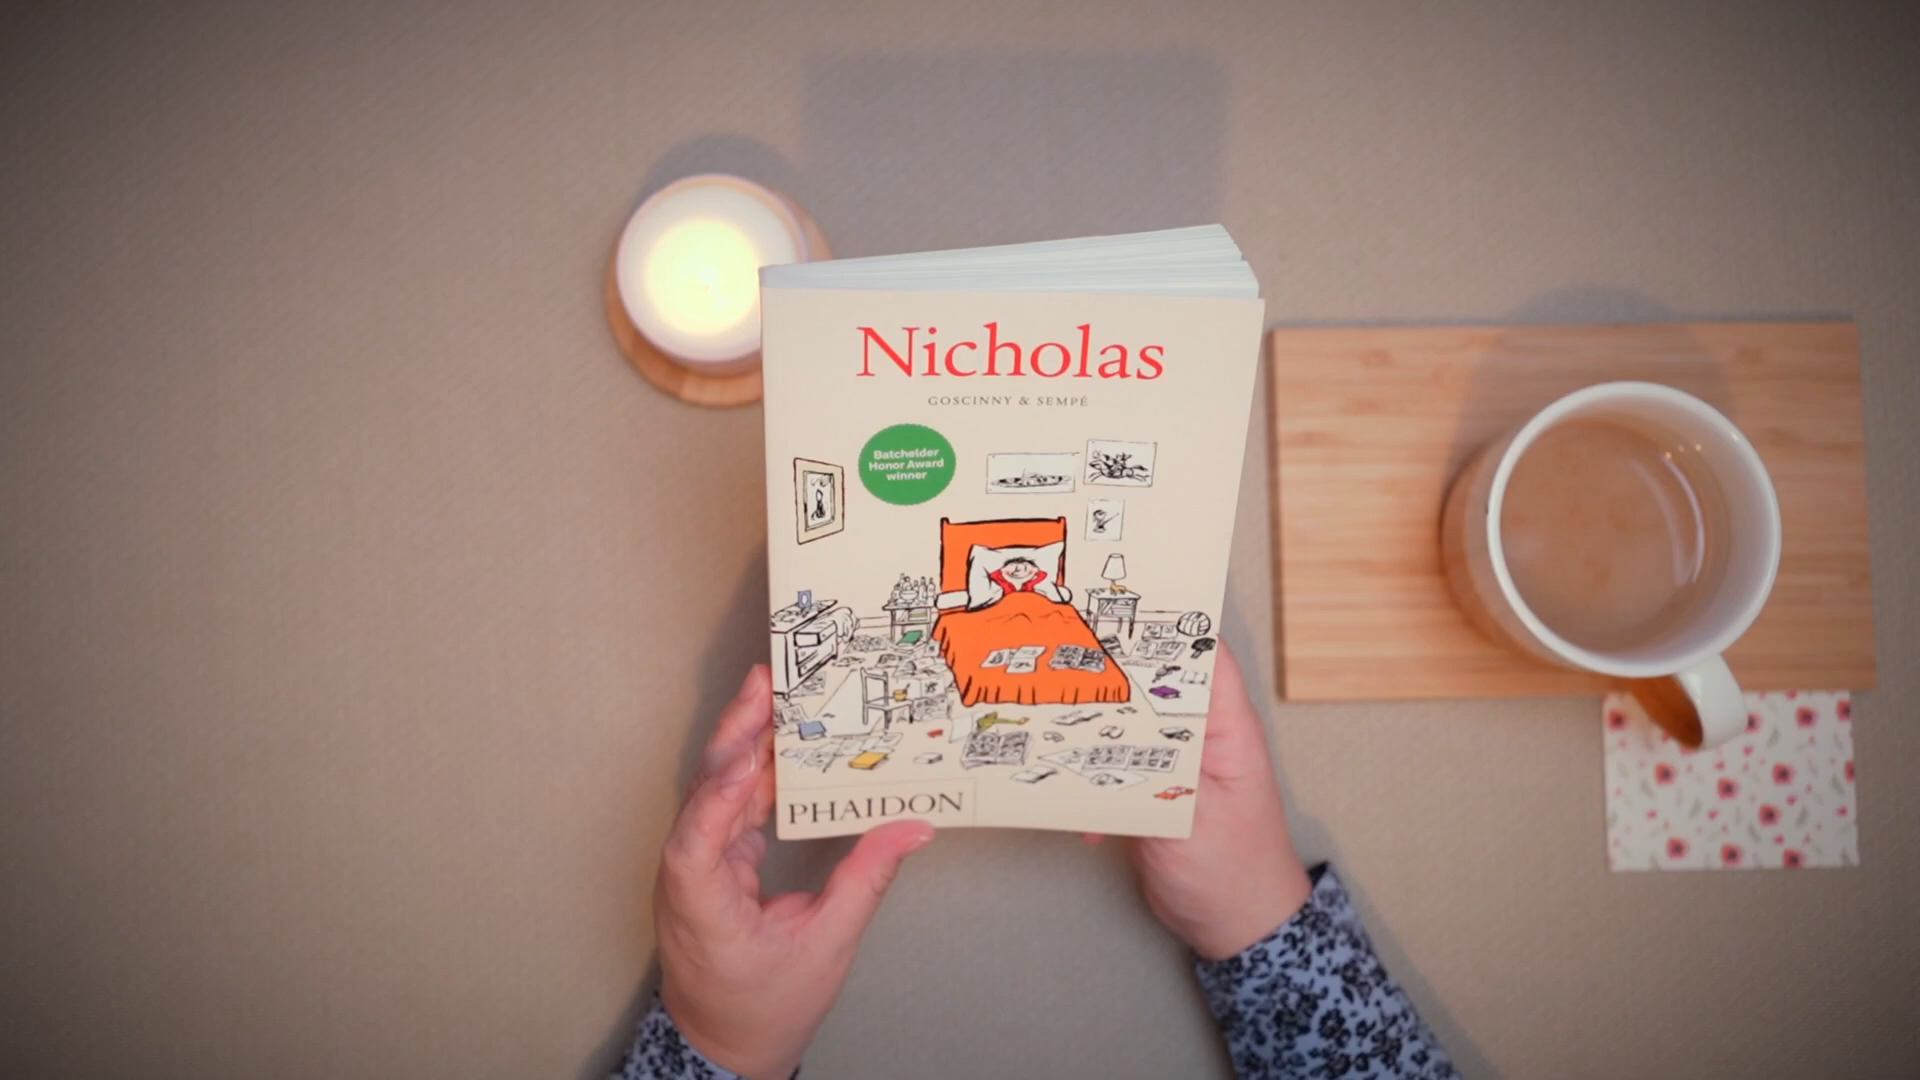 Nicholas
GOSCINNY & SEMPÉ
Batchelder
Honor Award
winner
PHAIDON